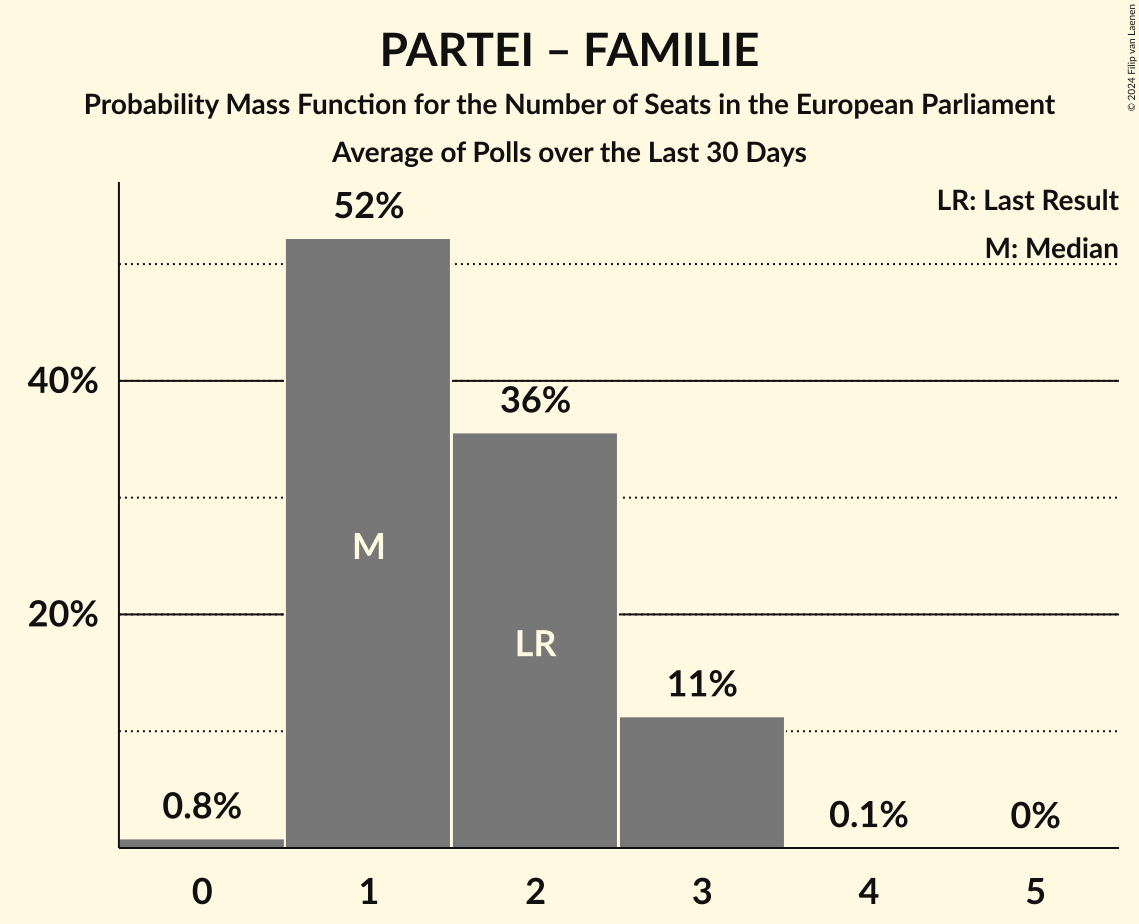 PARTEI – FAMILIE
Probability Mass Function for the Number of Seats in the European Parliament
Average of Polls over the Last 30 Days
© 2024 Filip van Laenen
LR: Last Result
M: Median
52%
40%
36%
M
20%
LR
11%
0.8%
0.1%
0%
0 1 2 3 4 5